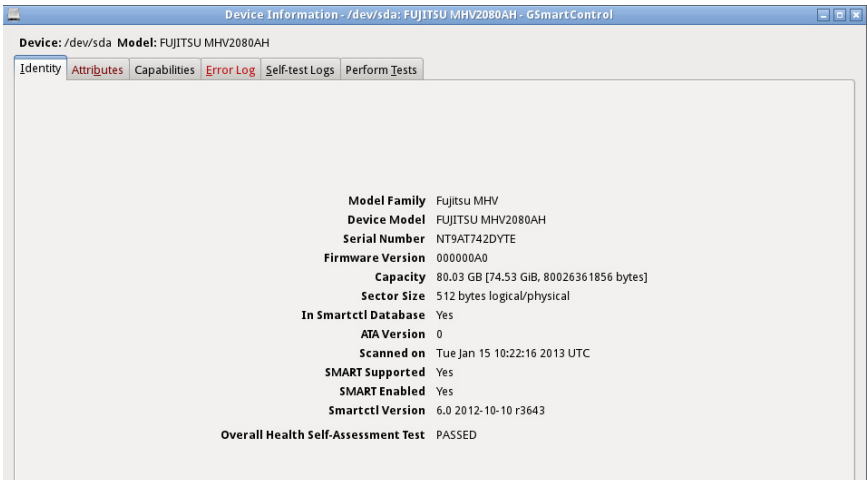 Device Information - /dev/sda: FUJITSU MHV2080AH - GSmartControl
Device: /dev/sda Model: FUJITSU MHV2080AH
Identity Attributes Capabilities Error Log Self-test Logs Perform Tests
Model Family Fujitsu MHV
Device Model FUJITSU MHV2080AH
Serial Number NT9AT742DYTE
Firmware Version 000000A0
Capacity 80.03 GB [74.53 GiB, 80026361856 bytes]
Sector Size 512 bytes logical/physical
In Smartctl Database Yes
ATA Version 0
Scanned on Tue Jan 15 10:22:16 2013 UTC
SMART Supported Yes
SMART Enabled Yes
Smartctl Version 6.0 2012-10-10 r3643
Overall Health Self-Assessment Test PASSED